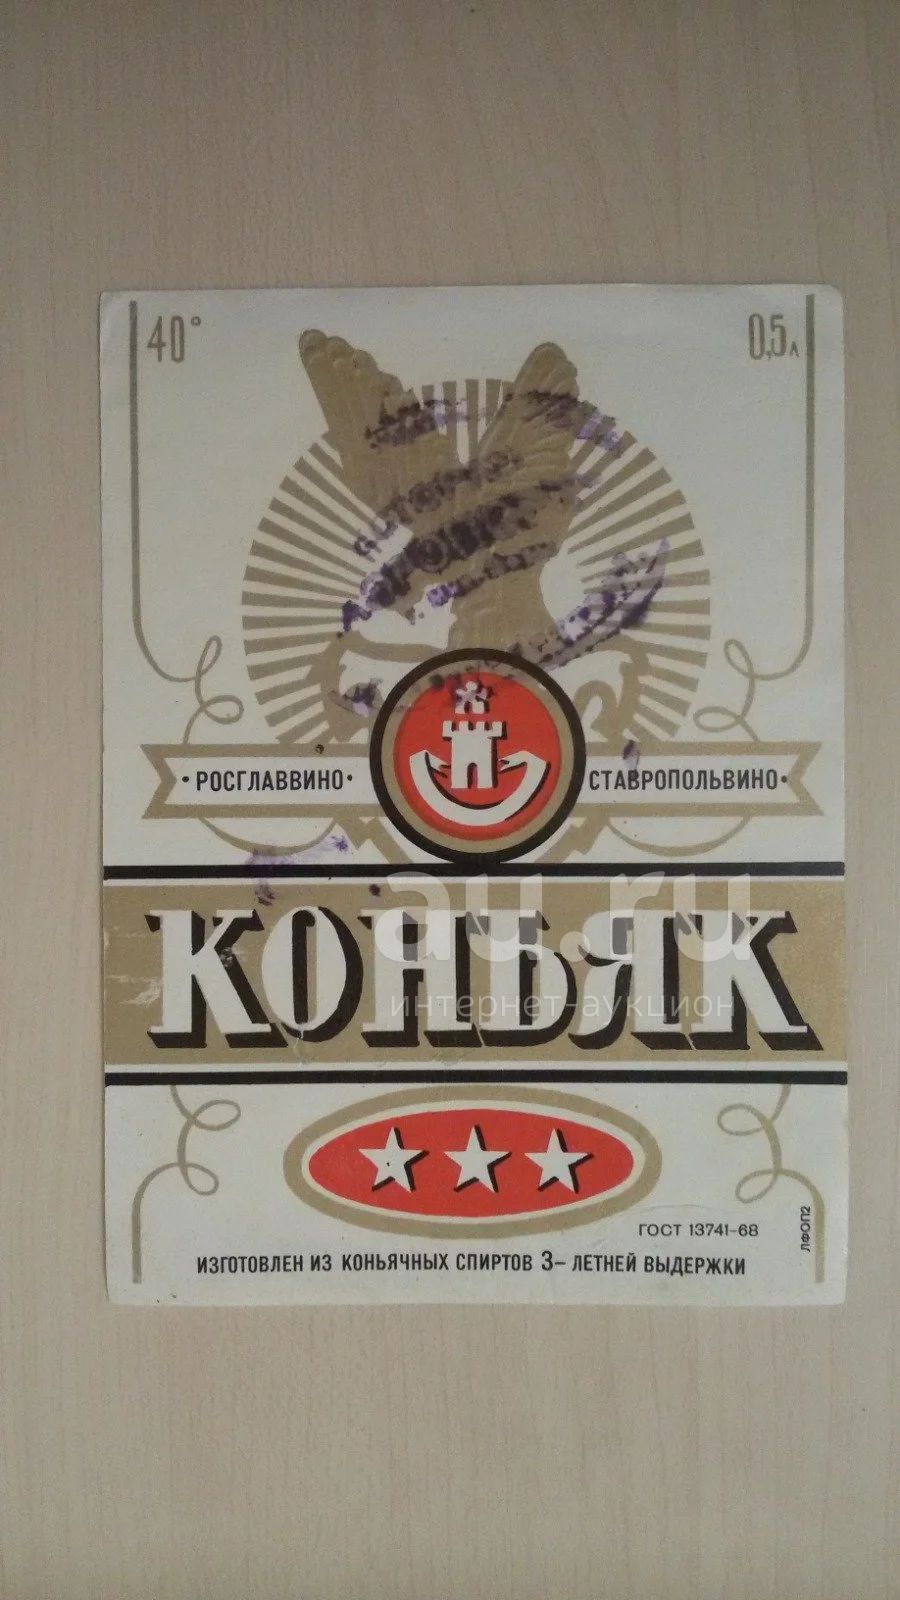 40°
0,5л
•РОСГЛАВВИНО•
СТАВРОПОЛЬВИНО•
КОНЬЯК
au.ru
интернет-аукцион
ГОСТ 13741-68
ЛФОП2
ИЗГОТОВЛЕН ИЗ КОНЬЯЧНЫХ СПИРТОВ 3– ЛЕТНЕЙ ВЫДЕРЖКИ